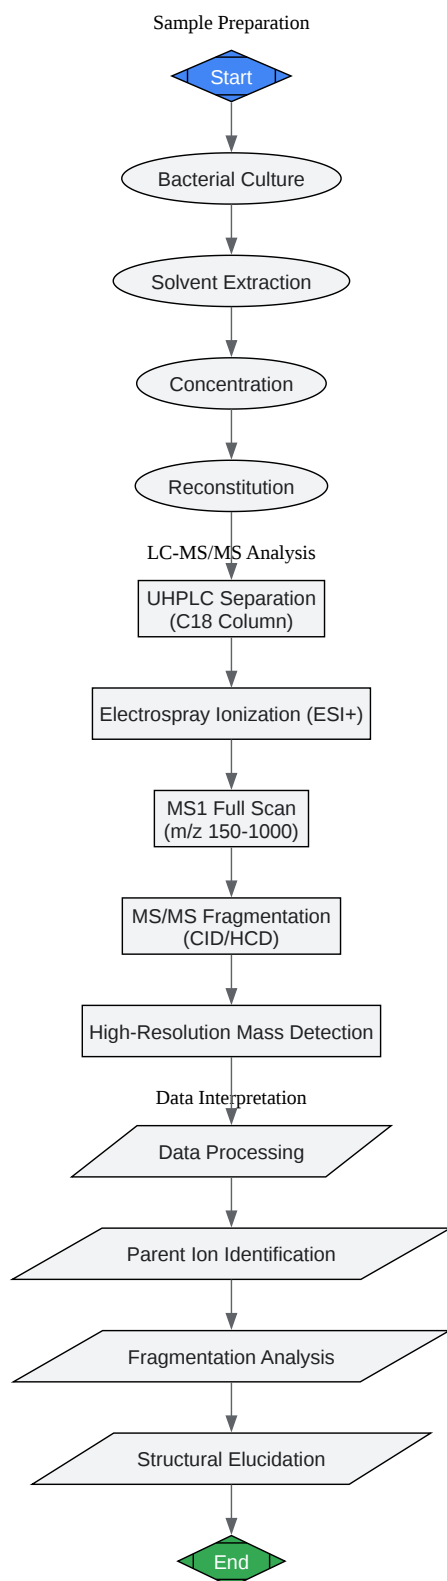 Sample Preparation
Start
Bacterial Culture
Solvent Extraction
Concentration
Reconstitution
LC-MS/MS Analysis
UHPLC Separation
(C18 Column)
Electrospray Ionization (ESI+)
MS1 Full Scan
(m/z 150-1000)
MS/MS Fragmentation
(CID/HCD)
High-Resolution Mass Detection
Data Interpretation
Data Processing
Parent Ion Identification
Fragmentation Analysis
Structural Elucidation
End